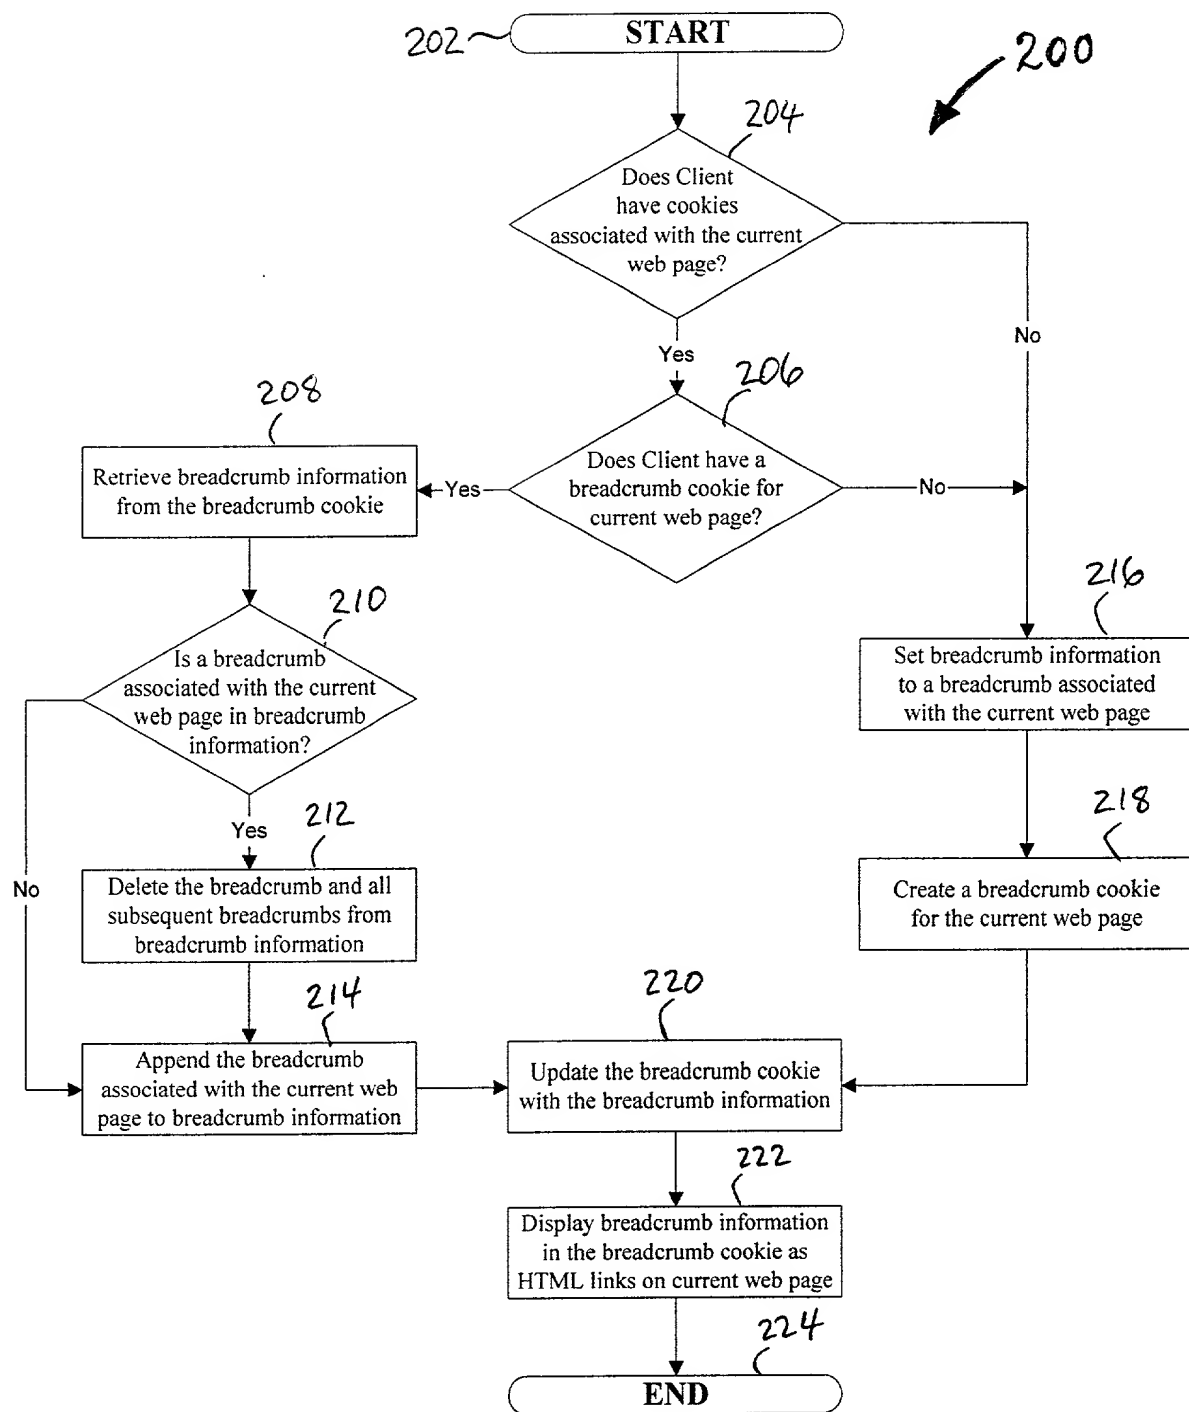 202
START
200
204
Does Client
have cookies
associated with the current
web page?
No
Yes
206
208
Does Client have a
breadcrumb cookie for
current web page?
Retrieve breadcrumb information
from the breadcrumb cookie
Yes
No
210
216
Is a breadcrumb
associated with the current
web page in breadcrumb
information?
Set breadcrumb information
to a breadcrumb associated
with the current web page
Yes
212
218
No
Delete the breadcrumb and all
subsequent breadcrumbs from
breadcrumb information
Create a breadcrumb cookie
for the current web page
214
220
Append the breadcrumb
associated with the current web
page to breadcrumb information
Update the breadcrumb cookie
with the breadcrumb information
222
Display breadcrumb information
in the breadcrumb cookie as
HTML links on current web page
224
END